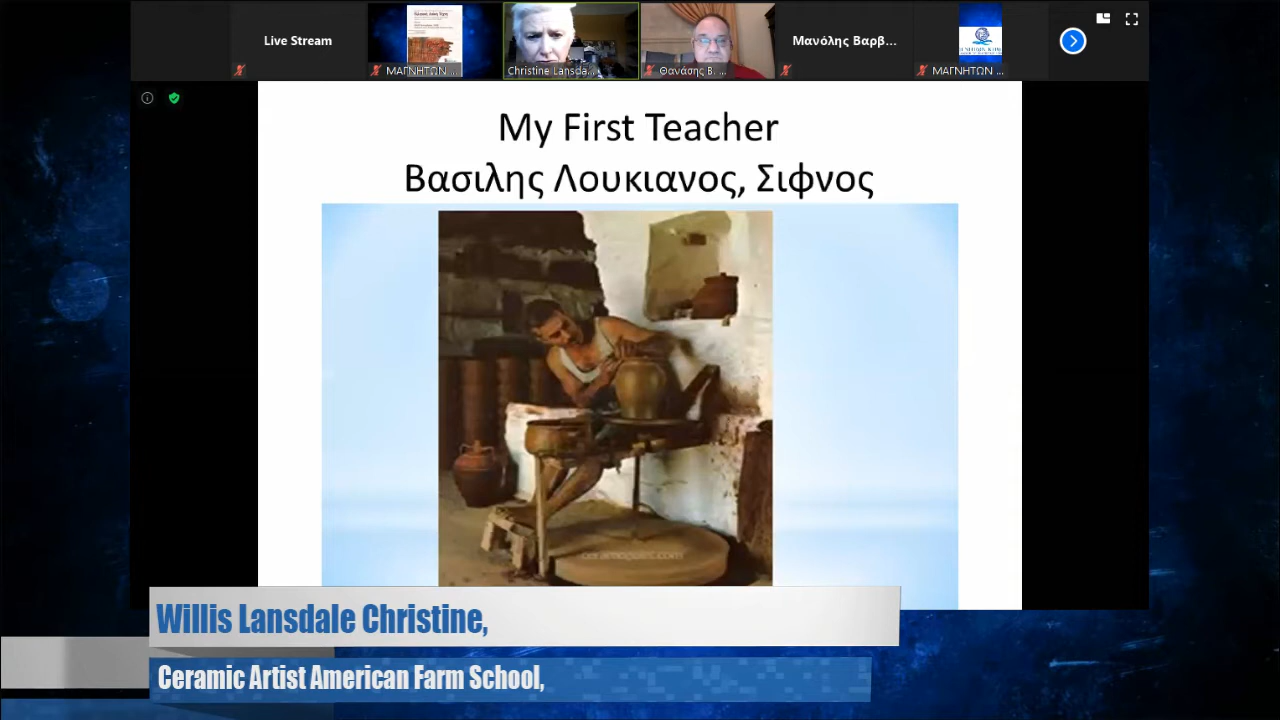 Live Stream
ΜΑΓΝΗΤΩΝ ...
Christine Lansda...
Θανάσης Β. ...
Μανόλης Βαρβ...
ΜΑΓΝΗΤΩΝ ...
My First Teacher
Βασιλης Λουκιανος, Σιφνος
Willis Lansdale Christine,
Ceramic Artist American Farm School,